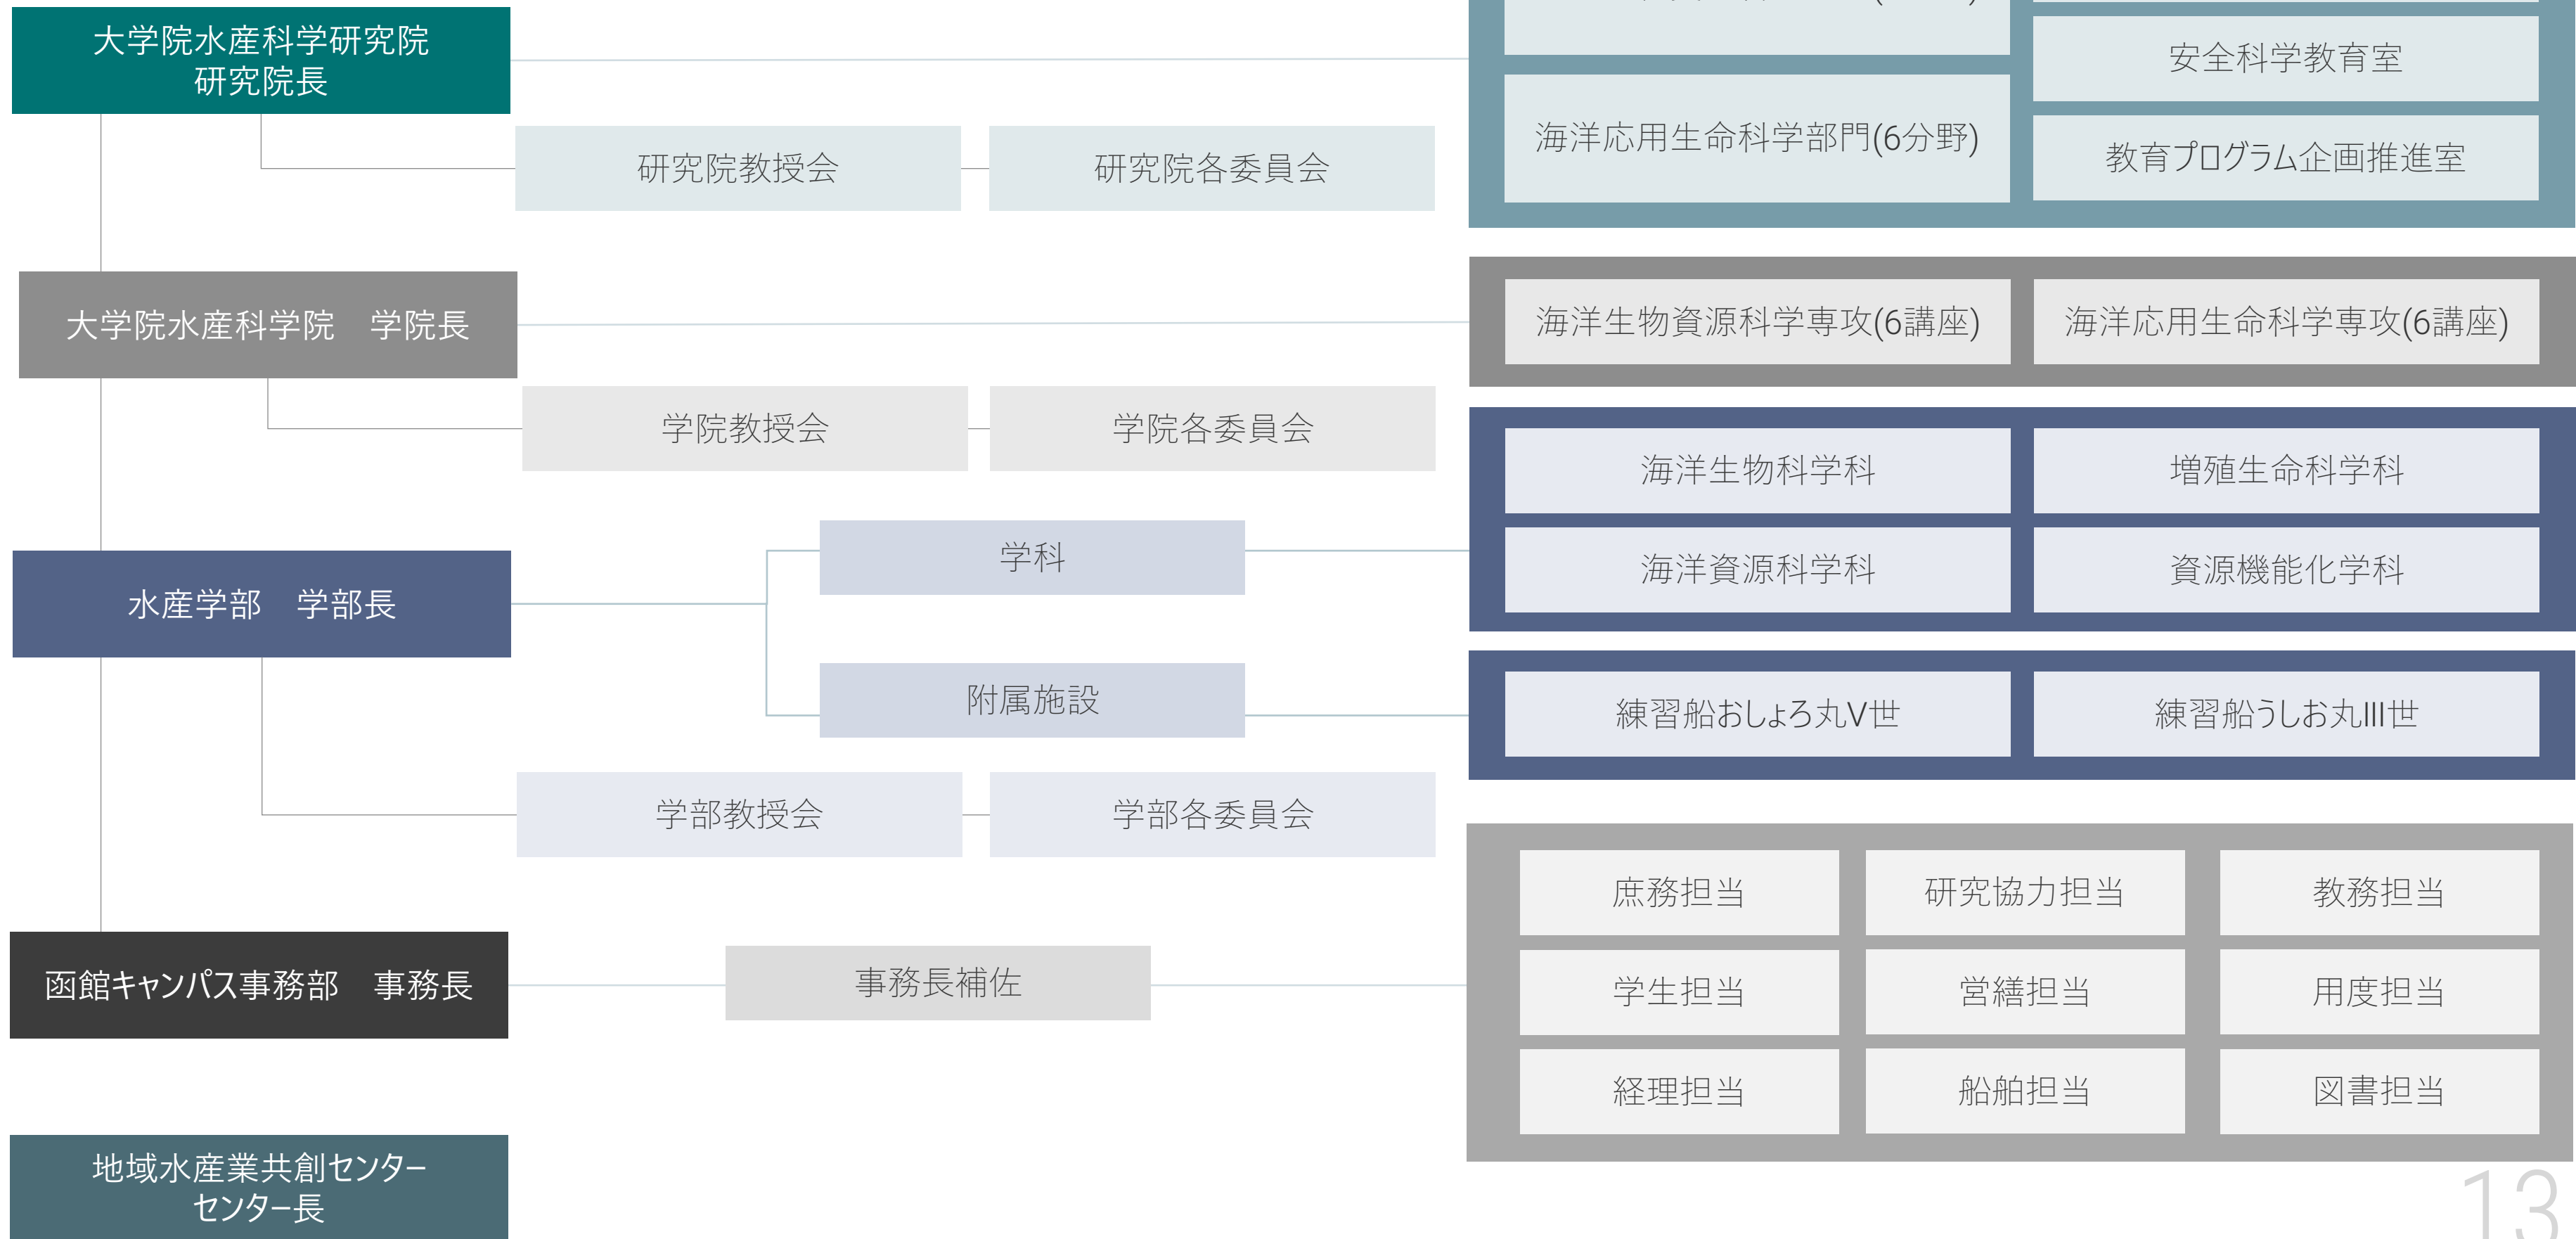 大学院水産科学研究院
研究院長
安全科学教育室
海洋応用生命科学部門(6分野)
教育プログラム企画推進室
研究院教授会
研究院各委員会
大学院水産科学院　学院長
海洋生物資源科学専攻(6講座)
海洋応用生命科学専攻(6講座)
学院教授会
学院各委員会
海洋生物科学科
増殖生命科学科
海洋資源科学科
資源機能化学科
学科
水産学部　学部長
附属施設
練習船おしょろ丸V世
練習船うしお丸III世
学部教授会
学部各委員会
函館キャンパス事務部　事務長
事務長補佐
庶務担当
研究協力担当
教務担当
学生担当
営繕担当
用度担当
経理担当
船舶担当
図書担当
地域水産業共創センター
センター長
13